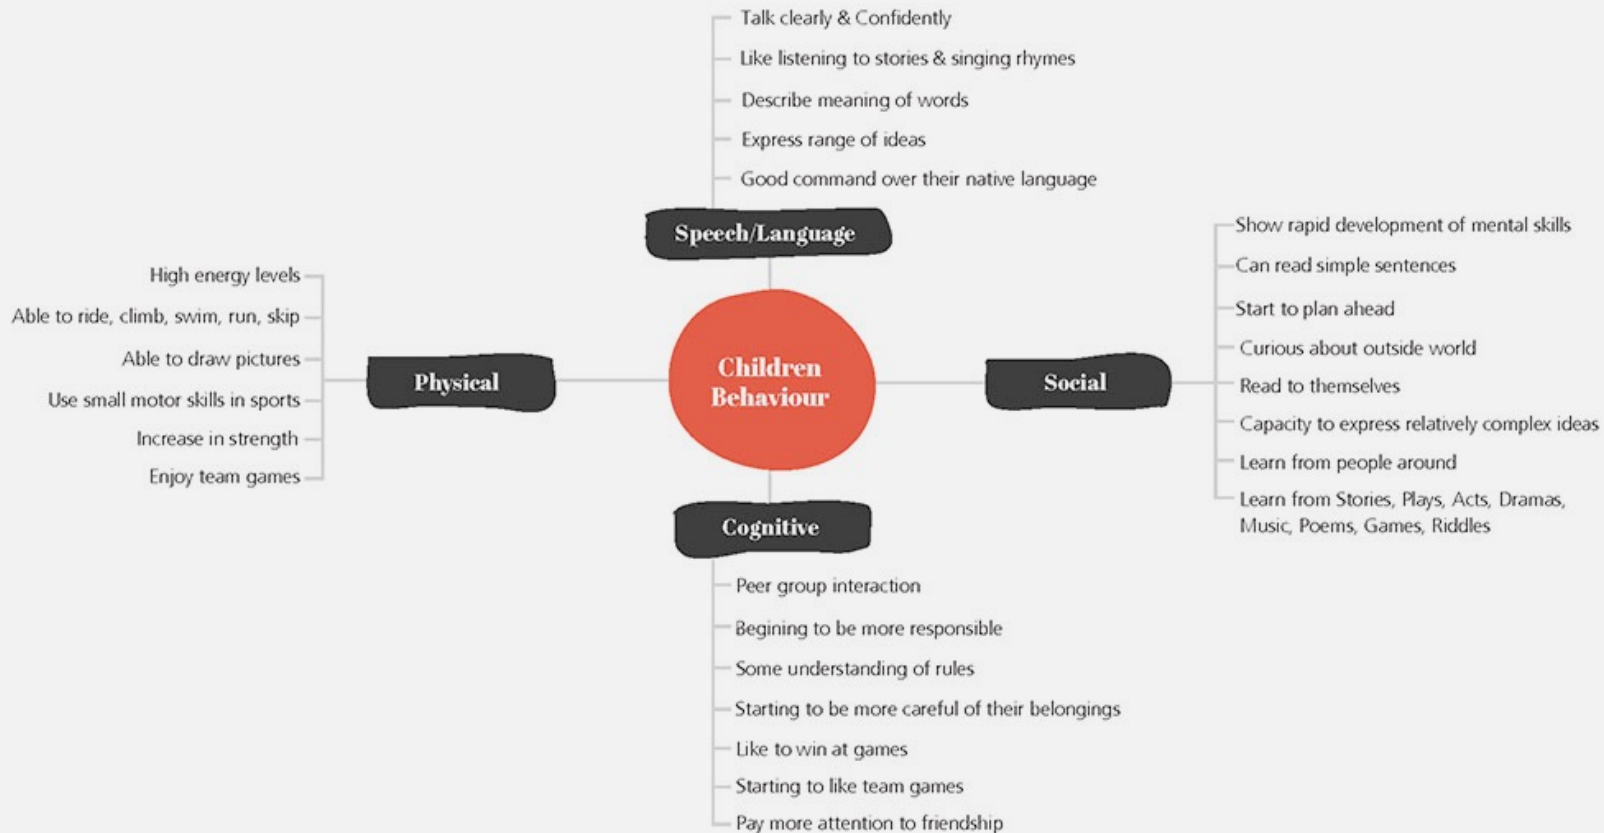 Talk clearly & Confidently
Like listening to stories & singing rhymes
Describe meaning of words
Express range of ideas
Good command over their native language
Speech/Language
High energy levels
Able to ride, climb, swim, run, skip
Able to draw pictures
Use small motor skills in sports
Increase in strength
Enjoy team games
Physical
Children
Behaviour
Social
Show rapid development of mental skills
Can read simple sentences
Start to plan ahead
Curious about outside world
Read to themselves
Capacity to express relatively complex ideas
Learn from people around
Learn from Stories, Plays, Acts, Dramas,
Music, Poems, Games, Riddles
Cognitive
Peer group interaction
Begining to be more responsible
Some understanding of rules
Starting to be more careful of their belongings
Like to win at games
Starting to like team games
Pay more attention to friendship